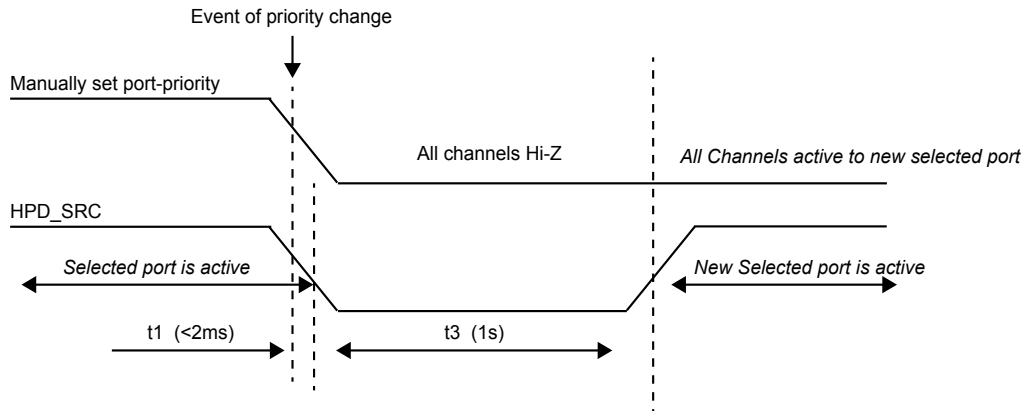 Event of priority change
Manually set port-priority
All channels Hi-Z
All Channels active to new selected port
HPD_SRC
Selected port is active
New Selected port is active
t1 (<2ms)
t3 (1s)